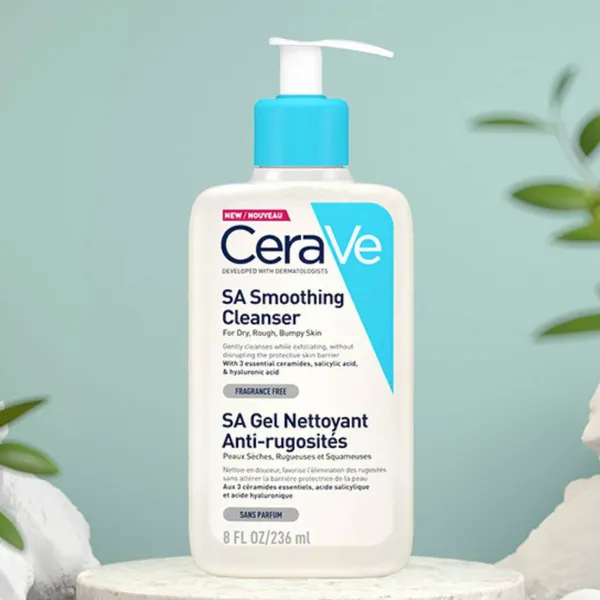 NEW / NOUVEAU
CeraVe
DEVELOPED WITH DERMATOLOGISTS
SA Smoothing
Cleanser
For Dry, Rough, Bumpy Skin
Gently cleanses while exfoliating, without
disrupting the protective skin barrier
With 3 essential ceramides, salicylic acid,
& hyaluronic acid
FRAGRANCE FREE
SA Gel Nettoyant
Anti-rugosités
Peaux Sèches, Rugueuses et Squameuses
Nettoie en douceur, favorise l'élimination des rugosités
sans altérer la barrière protectrice de la peau
Aux 3 céramides essentiels, acide salicylique
et acide hyaluronique
SANS PARFUM
8 FL OZ/236 ml